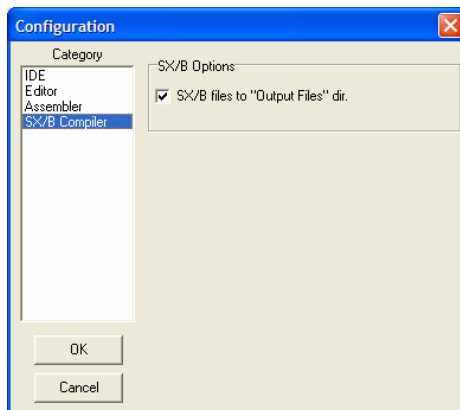 Configuration
Category
IDE
Editor
Assembler
SX/B Compiler
SX/B Options
SX/B files to "Output Files" dir.
OK
Cancel